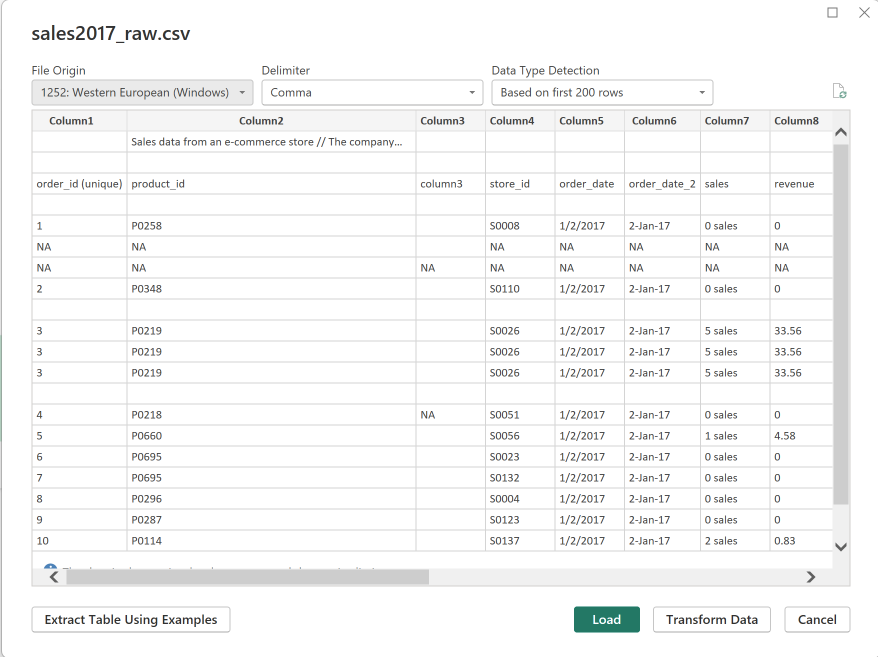 sales2017_raw.csv
File Origin Delimiter Data Type Detection
1252: Western European (Windows) Comma Based on first 200 rows
Column1 Column2 Column3 Column4 Column5 Column6 Column7 Column8
Sales data from an e-commerce store // The company...
order_id (unique) product_id column3 store_id order_date order_date_2 sales revenue
1 P0258 S0008 1/2/2017 2-Jan-17 0 sales 0
NA NA NA NA NA NA NA
NA NA NA NA NA NA NA NA
2 P0348 S0110 1/2/2017 2-Jan-17 0 sales 0
3 P0219 S0026 1/2/2017 2-Jan-17 5 sales 33.56
3 P0219 S0026 1/2/2017 2-Jan-17 5 sales 33.56
3 P0219 S0026 1/2/2017 2-Jan-17 5 sales 33.56
4 P0218 NA S0051 1/2/2017 2-Jan-17 0 sales 0
5 P0660 S0056 1/2/2017 2-Jan-17 1 sales 4.58
6 P0695 S0023 1/2/2017 2-Jan-17 0 sales 0
7 P0695 S0132 1/2/2017 2-Jan-17 0 sales 0
8 P0296 S0004 1/2/2017 2-Jan-17 0 sales 0
9 P0287 S0123 1/2/2017 2-Jan-17 0 sales 0
10 P0114 S0137 1/2/2017 2-Jan-17 2 sales 0.83
Extract Table Using Examples Load Transform Data Cancel